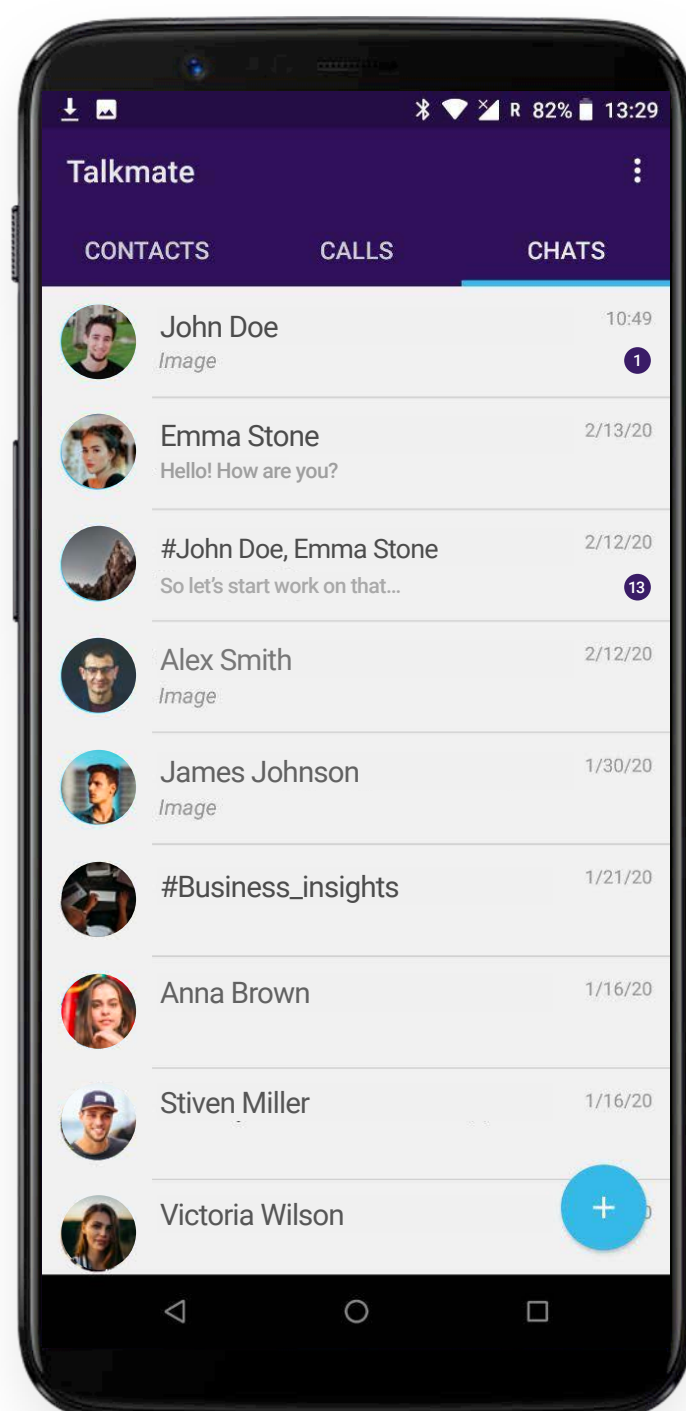 R 82% 13:29
Talkmate
CONTACTS CALLS CHATS
John Doe 10:49
Image 1
Emma Stone 2/13/20
Hello! How are you?
#John Doe, Emma Stone 2/12/20
So let's start work on that... 13
Alex Smith 2/12/20
Image
James Johnson 1/30/20
Image
#Business_insights 1/21/20
Anna Brown 1/16/20
Stiven Miller 1/16/20
Victoria Wilson